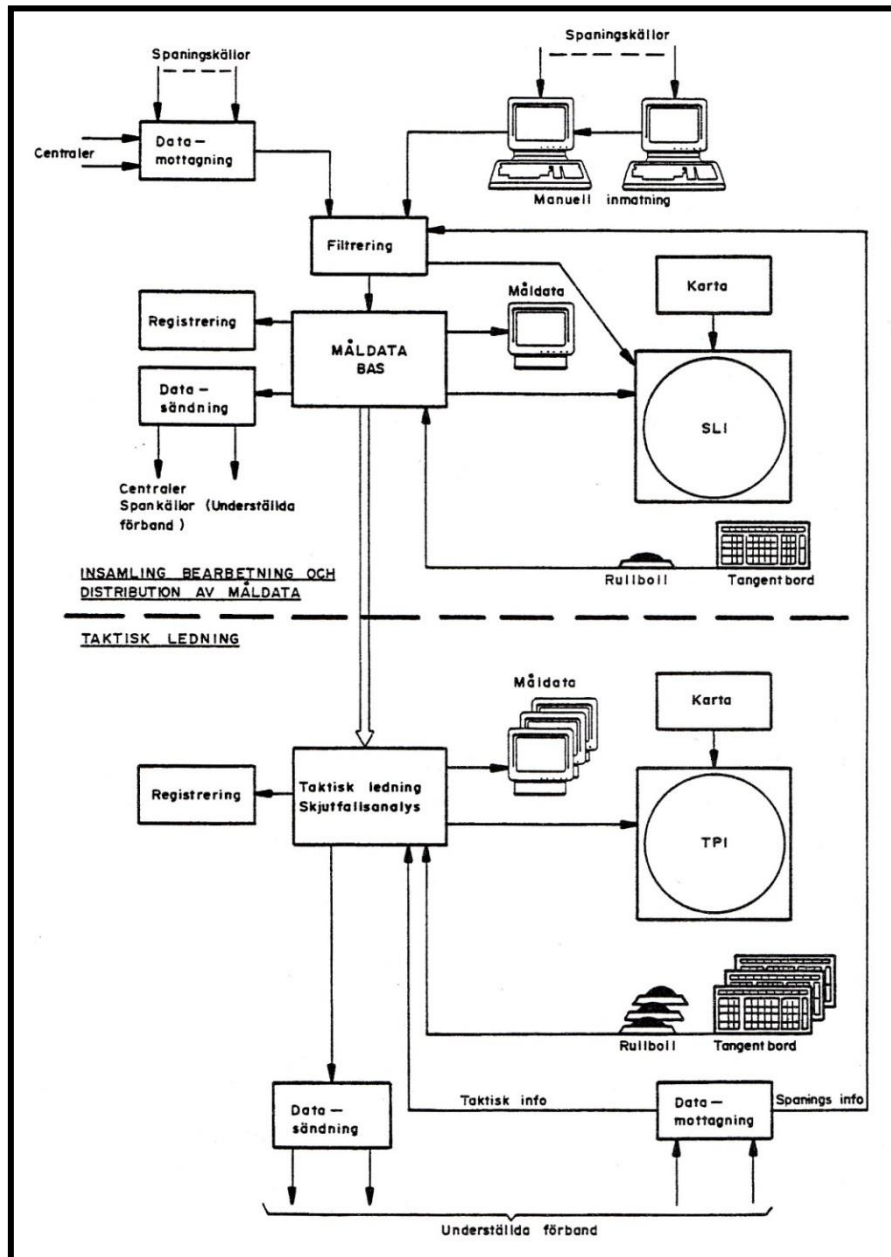 Spaningskällor
Spaningskällor
Centraler
Data-
mottagning
Manuell inmatning
Filtrering
Karta
Måldata
Registrering
MÅLDATA
BAS
Data-
sändning
SLI
Centraler
Spankällor (Underställda
förband)
INSAMLING BEARBETNING OCH
DISTRIBUTION AV MÅLDATA
Rullboll
Tangentbord
TAKTISK LEDNING
Måldata
Karta
Registrering
Taktisk ledning
Skjutfallsanalys
TPI
Rullboll
Tangentbord
Data-
sändning
Taktisk info
Data-
mottagning
Spanings info
Underställda förband